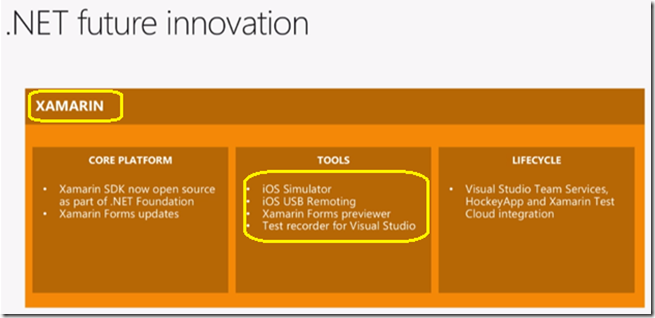 .NET future innovation
XAMARIN
CORE PLATFORM
• Xamarin SDK now open source
as part of .NET Foundation
• Xamarin Forms updates
TOOLS
• iOS Simulator
• iOS USB Remoting
• Xamarin Forms previewer
• Test recorder for Visual Studio
LIFECYCLE
• Visual Studio Team Services,
HockeyApp and Xamarin Test
Cloud integration